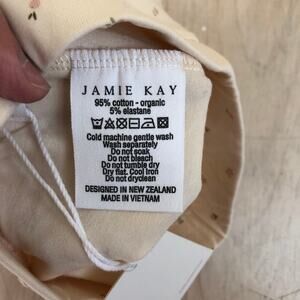 JAMIE KAY
95% cotton - organic
5% elastane
Cold machine gentle wash
Wash separately
Do not soak
Do not bleach
Do not tumble dry
Dry flat. Cool iron
Do not dryclean
DESIGNED IN NEW ZEALAND
MADE IN VIETNAM